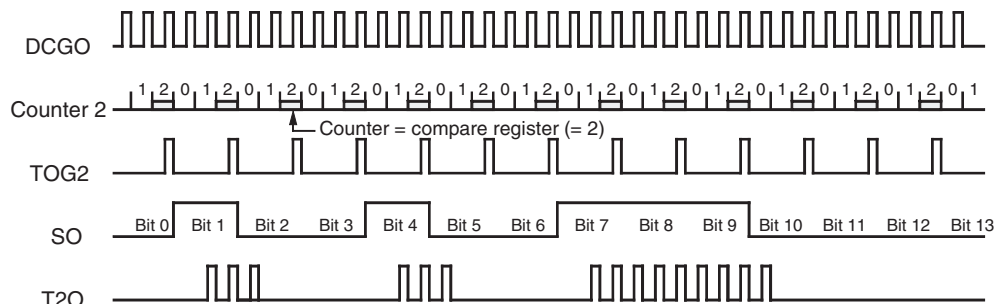 DCGO
1 2 0 1 2 0 1 2 0 1 2 0 1 2 0 1 2 0 1 2 0 1 2 0 1 2 0 1 2 0 1 2 0 1 2 0 1 2 0 1
Counter 2
Counter = compare register (= 2)
TOG2
Bit 0 Bit 1 Bit 2 Bit 3 Bit 4 Bit 5 Bit 6 Bit 7 Bit 8 Bit 9 Bit 10 Bit 11 Bit 12 Bit 13
SO
T2O